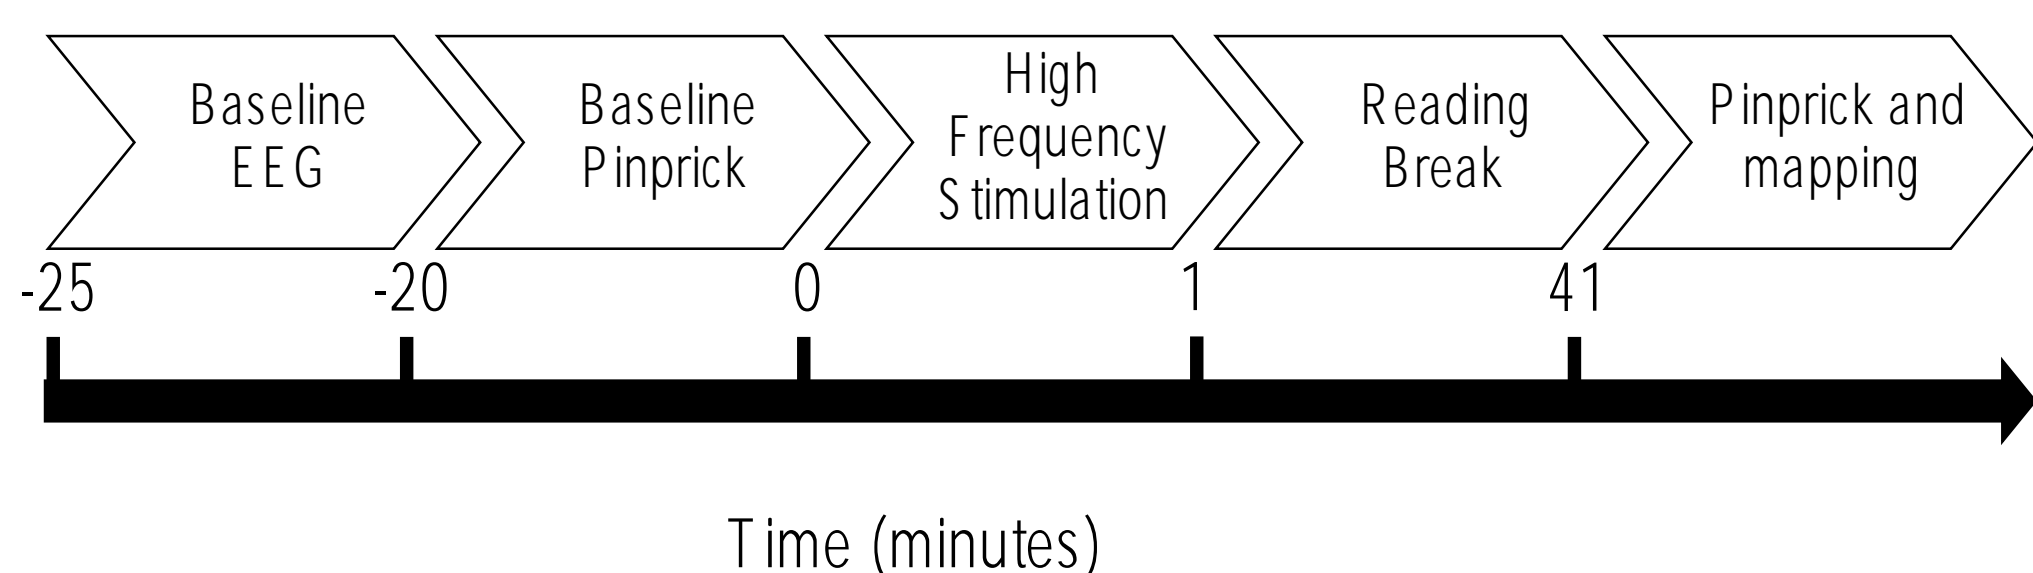 Baseline
EEG
Baseline
Pinprick
High
Frequency
Stimulation
Reading
Break
Pinprick and
mapping
-25
-20
0
1
41
Time (minutes)